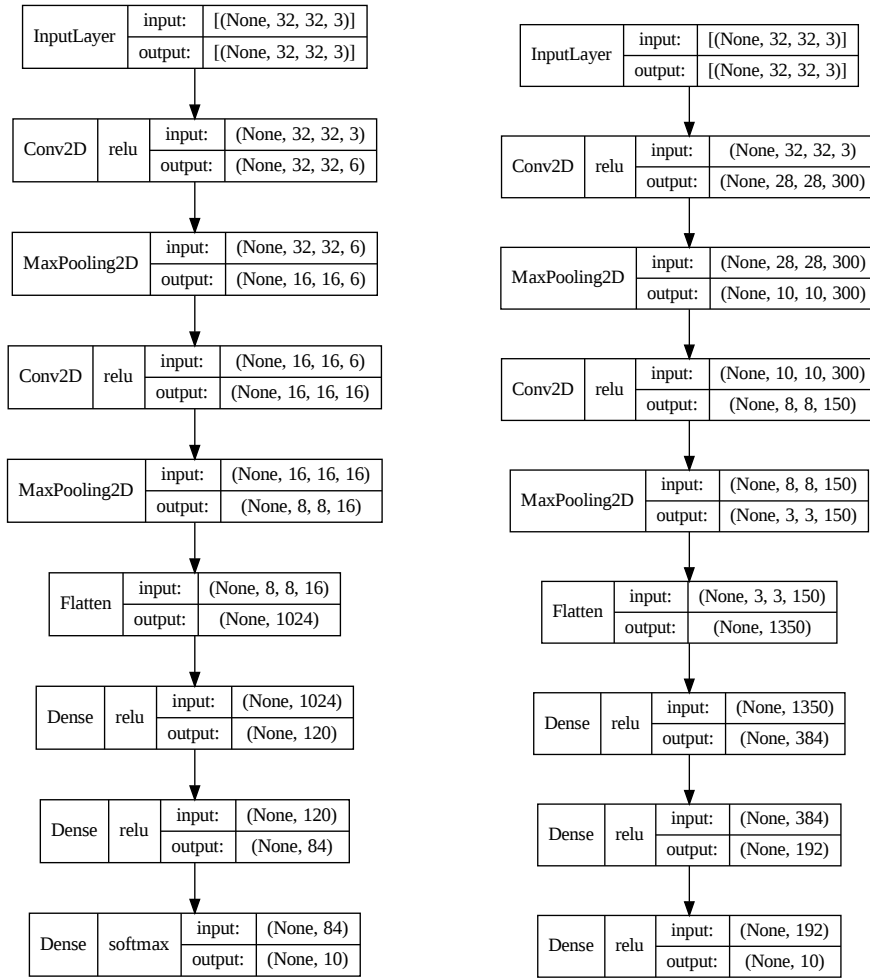 InputLayer input: [(None, 32, 32, 3)]
output: [(None, 32, 32, 3)]
Conv2D relu input: (None, 32, 32, 3)
output: (None, 32, 32, 6)
MaxPooling2D input: (None, 32, 32, 6)
output: (None, 16, 16, 6)
Conv2D relu input: (None, 16, 16, 6)
output: (None, 16, 16, 16)
MaxPooling2D input: (None, 16, 16, 16)
output: (None, 8, 8, 16)
Flatten input: (None, 8, 8, 16)
output: (None, 1024)
Dense relu input: (None, 1024)
output: (None, 120)
Dense relu input: (None, 120)
output: (None, 84)
Dense softmax input: (None, 84)
output: (None, 10)
InputLayer input: [(None, 32, 32, 3)]
output: [(None, 32, 32, 3)]
Conv2D relu input: (None, 32, 32, 3)
output: (None, 28, 28, 300)
MaxPooling2D input: (None, 28, 28, 300)
output: (None, 10, 10, 300)
Conv2D relu input: (None, 10, 10, 300)
output: (None, 8, 8, 150)
MaxPooling2D input: (None, 8, 8, 150)
output: (None, 3, 3, 150)
Flatten input: (None, 3, 3, 150)
output: (None, 1350)
Dense relu input: (None, 1350)
output: (None, 384)
Dense relu input: (None, 384)
output: (None, 192)
Dense relu input: (None, 192)
output: (None, 10)